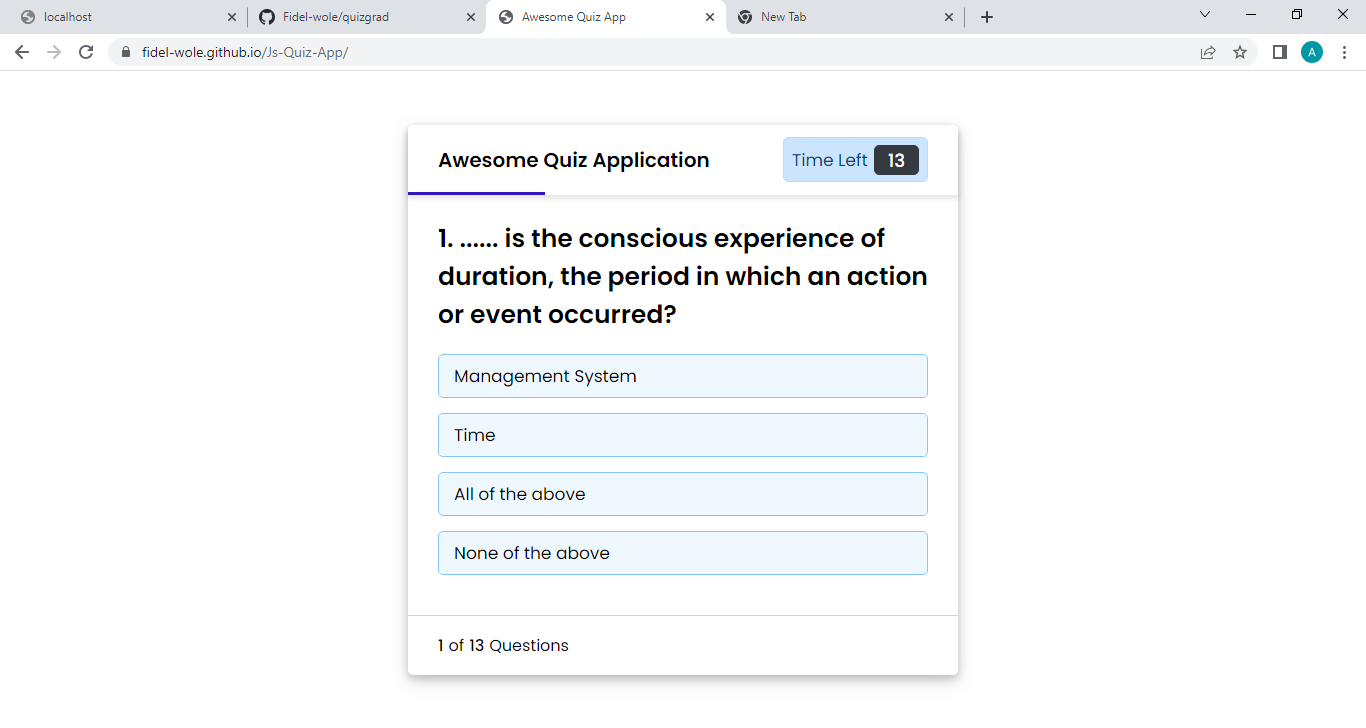 localhost
Fidel-wole/quizgrad
Awesome Quiz App
New Tab
fidel-wole.github.io/Js-Quiz-App/
A
Awesome Quiz Application
Time Left 13
1. ...... is the conscious experience of
duration, the period in which an action
or event occurred?
Management System
Time
All of the above
None of the above
1 of 13 Questions